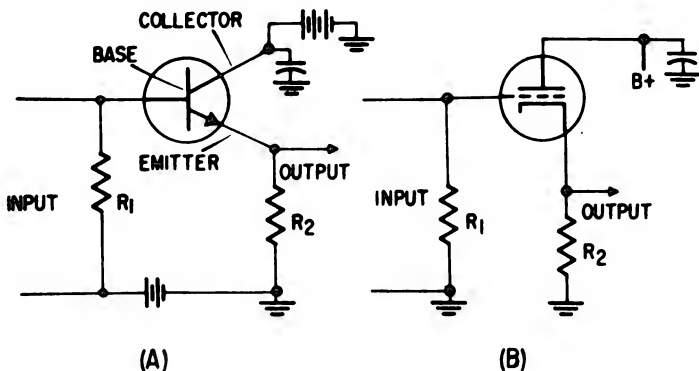 COLLECTOR
BASE
B+
EMITTER
OUTPUT
INPUT
R1
R2
INPUT
R1
OUTPUT
R2
(A)
(B)